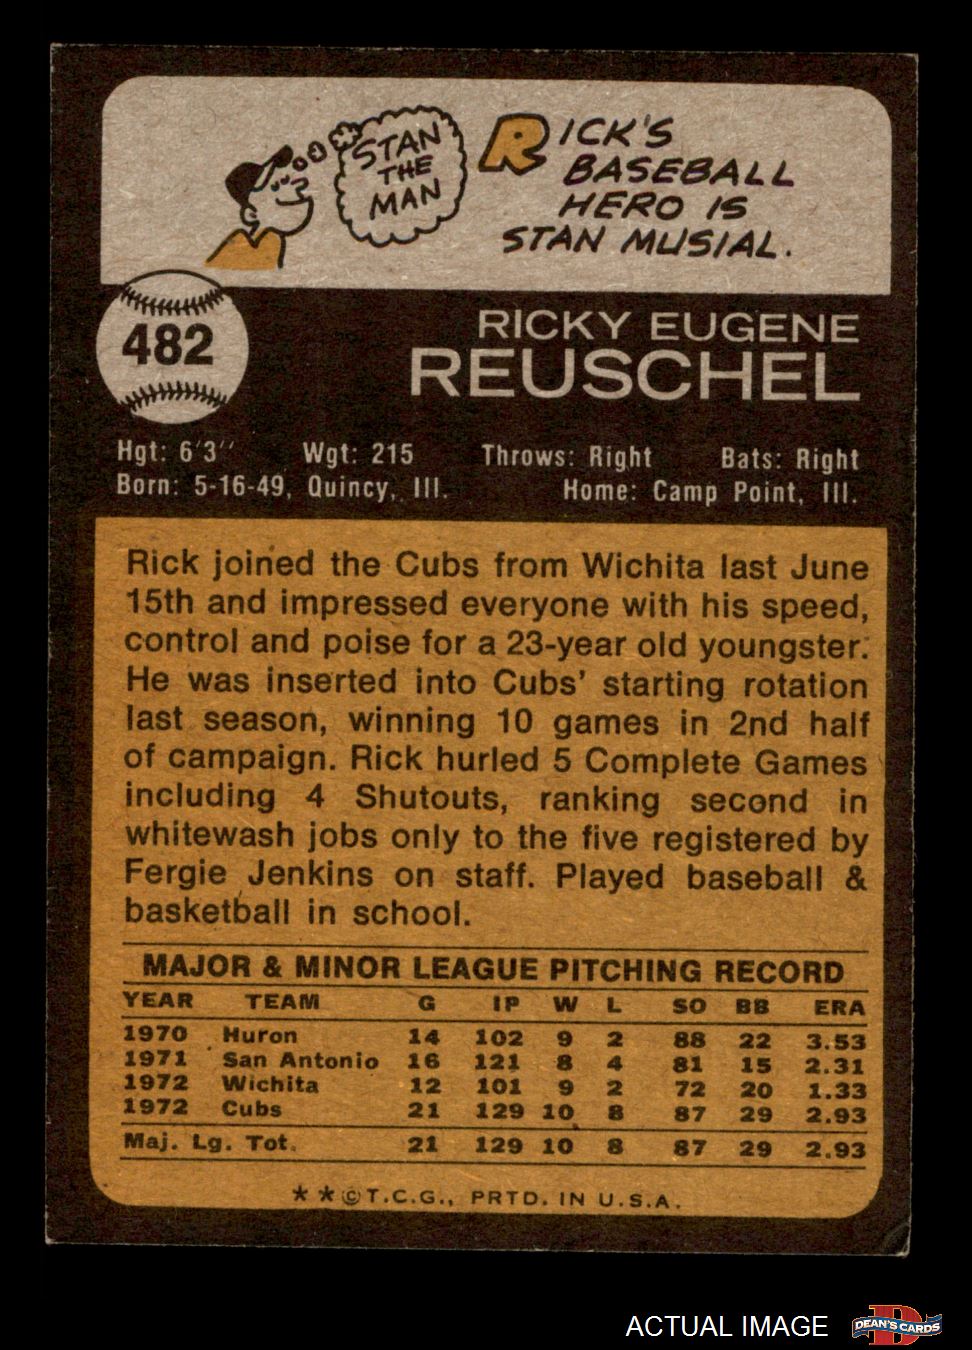 STAN
THE
MAN
RICK'S
BASEBALL
HERO IS
STAN MUSIAL.
482
RICKY EUGENE
REUSCHEL
Hgt: 6'3'' Wgt: 215 Throws: Right Bats: Right
Born: 5-16-49, Quincy, Ill. Home: Camp Point, Ill.
Rick joined the Cubs from Wichita last June
15th and impressed everyone with his speed,
control and poise for a 23-year old youngster.
He was inserted into Cubs' starting rotation
last season, winning 10 games in 2nd half
of campaign. Rick hurled 5 Complete Games
including 4 Shutouts, ranking second in
whitewash jobs only to the five registered by
Fergie Jenkins on staff. Played baseball &
basketball in school.
MAJOR & MINOR LEAGUE PITCHING RECORD
YEAR TEAM G IP W L SO BB ERA
1970 Huron 14 102 9 2 88 22 3.53
1971 San Antonio 16 121 8 4 81 15 2.31
1972 Wichita 12 101 9 2 72 20 1.33
1972 Cubs 21 129 10 8 87 29 2.93
Maj. Lg. Tot. 21 129 10 8 87 29 2.93
* * © T.C.G., PRTD. IN U.S.A.
ACTUAL IMAGE D DEAN'S CARDS